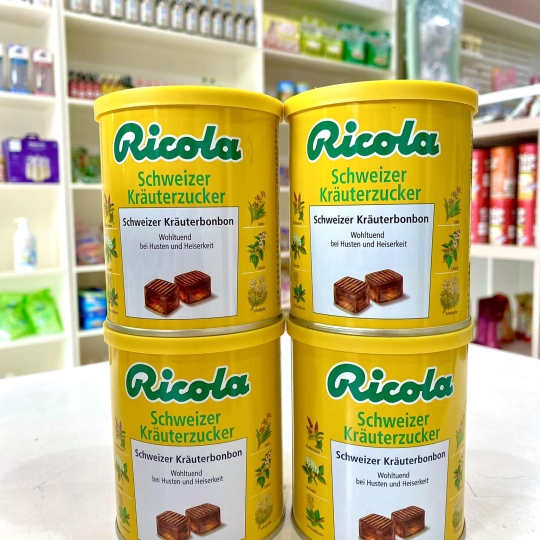 Ricola
Schweizer
Kräuterzucker
Schweizer Kräuterbonbon
Wohltuend
bei Husten und Heiserkeit
Ricola
Schweizer
Kräuterzucker
Schweizer Kräuterbonbon
Wohltuend
bei Husten und Heiserkeit
Ricola
Schweizer
Kräuterzucker
Schweizer Kräuterbonbon
Wohltuend
bei Husten und Heiserkeit
Ricola
Schweizer
Kräuterzucker
Schweizer Kräuterbonbon
Wohltuend
bei Husten und Heiserkeit